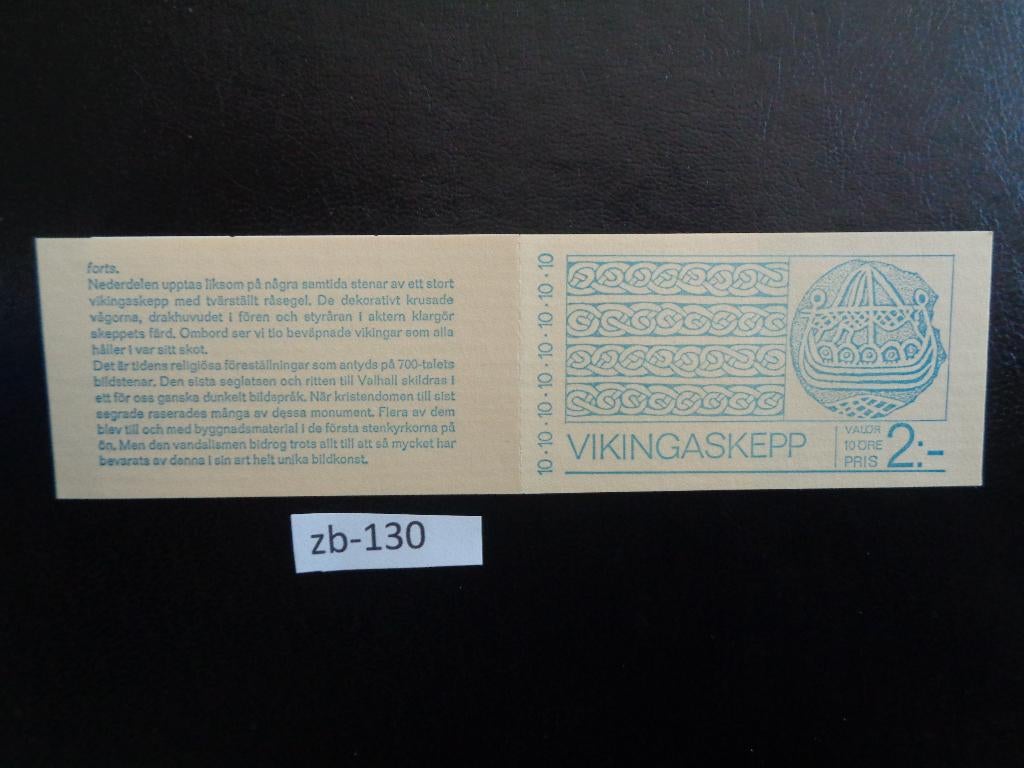 forts.
Nederdelen upptas liksom på några samtida stenar av ett stort
vikingaskepp med tvärställt råsegel. De dekorativt krusade
vågorna, drakhuvudet i fören och styråran i aktern klargör
skeppets färd. Ombord ser vi tio beväpnade vikingar som alla
håller i var sitt skot.
Det är tidens religiösa föreställningar som antyds på 700-talets
bildstenar. Den sista seglatsen och ritten till Valhall skildras i
ett för oss ganska dunkelt bildspråk. När kristendomen till sist
segrade raserades många av dessa monument. Flera av dem
blev till och med byggnadsmaterial i de första stenkyrkorna på
ön. Men den vandalismen bidrog trots allt till att så mycket har
bevarats av denna i sin art helt unika bildkonst.
10·10·10·10·10·10·10·10·10
VIKINGASKEPP
VALÖR
10 ÖRE
PRIS 2:-
zb-130